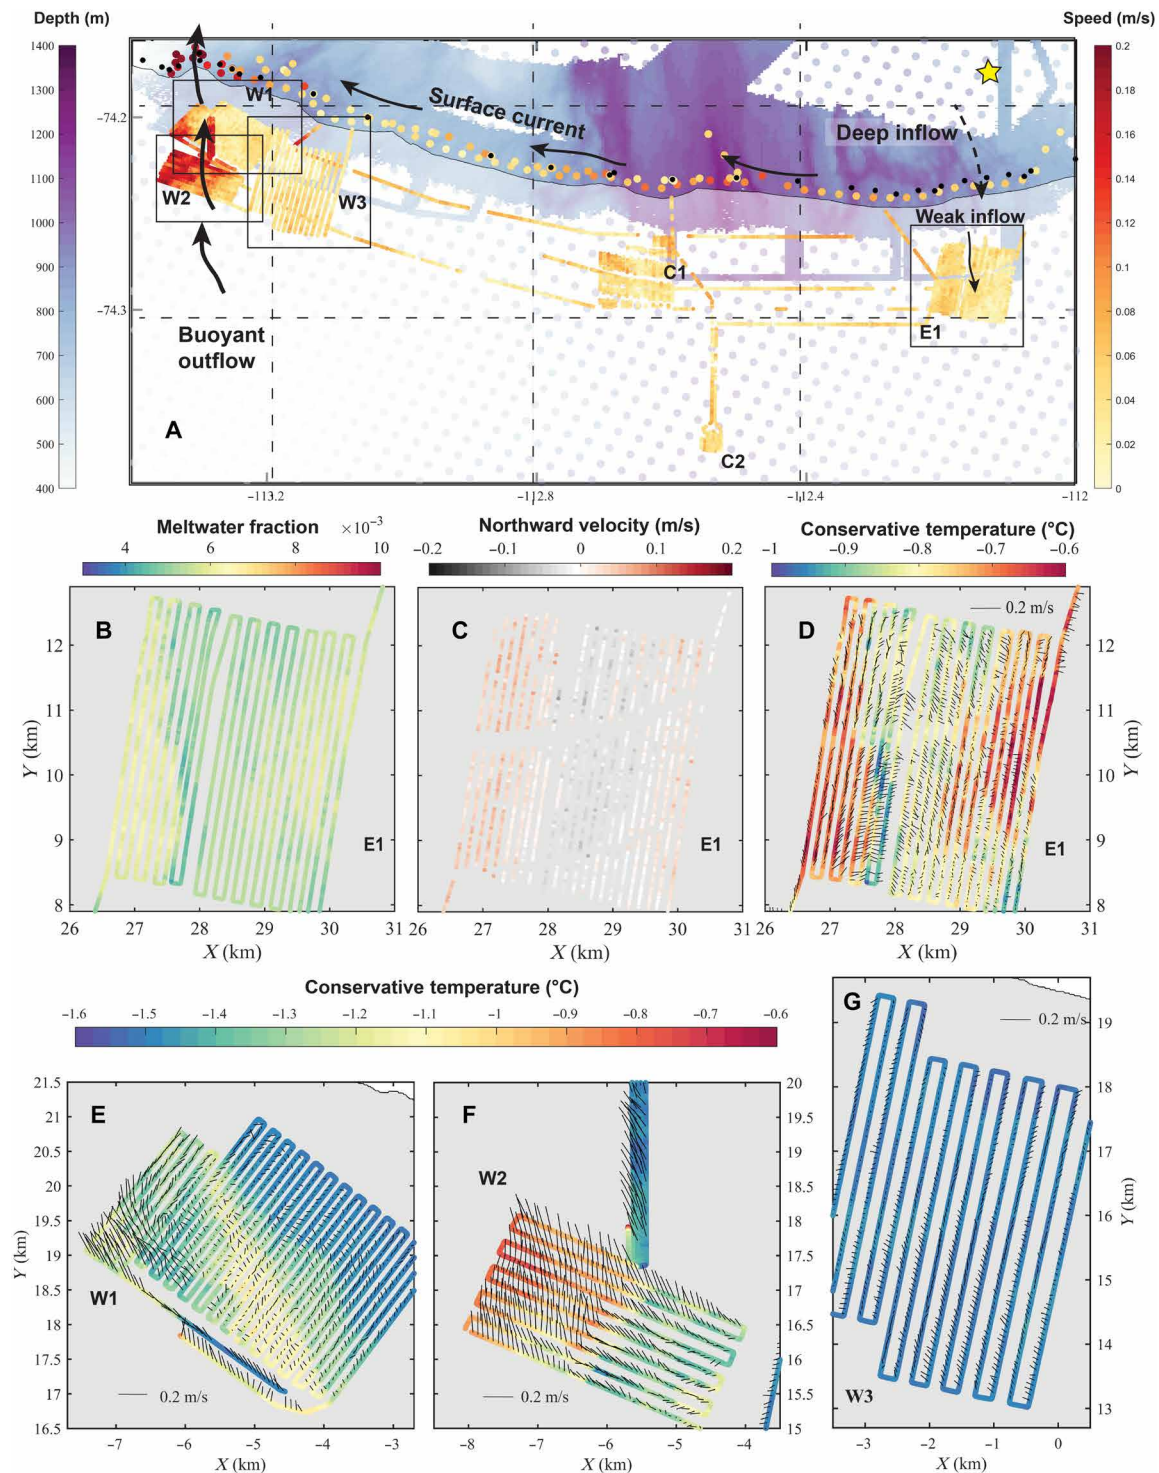 Depth (m)
Speed (m/s)
1400
1300
1200
1100
1000
900
800
700
600
500
400
0.2
0.18
0.16
0.14
0.12
0.1
0.08
0.06
0.04
0.02
0
−74.2
−74.3
W1
W2
W3
Surface current
Deep inflow
Weak inflow
C1
E1
Buoyant
outflow
A
C2
−113.2
−112.8
−112.4
−112
Meltwater fraction ×10⁻³
4 6 8 10
Northward velocity (m/s)
−0.2 −0.1 0 0.1 0.2
Conservative temperature (°C)
−1 −0.9 −0.8 −0.7 −0.6
B
E1
12
11
10
9
8
Y (km)
26 27 28 29 30 31
X (km)
C
E1
26 27 28 29 30 31
X (km)
D
0.2 m/s
E1
12
11
10
9
8
Y (km)
26 27 28 29 30 31
X (km)
Conservative temperature (°C)
−1.6 −1.5 −1.4 −1.3 −1.2 −1.1 −1 −0.9 −0.8 −0.7 −0.6
E
W1
0.2 m/s
21.5
21
20.5
20
19.5
19
18.5
18
17.5
17
16.5
Y (km)
−7 −6 −5 −4 −3
X (km)
F
W2
0.2 m/s
20
19.5
19
18.5
18
17.5
17
16.5
16
15.5
15
−8 −7 −6 −5 −4
X (km)
G
0.2 m/s
W3
19
18
17
16
15
14
13
Y (km)
−3 −2 −1 0
X (km)